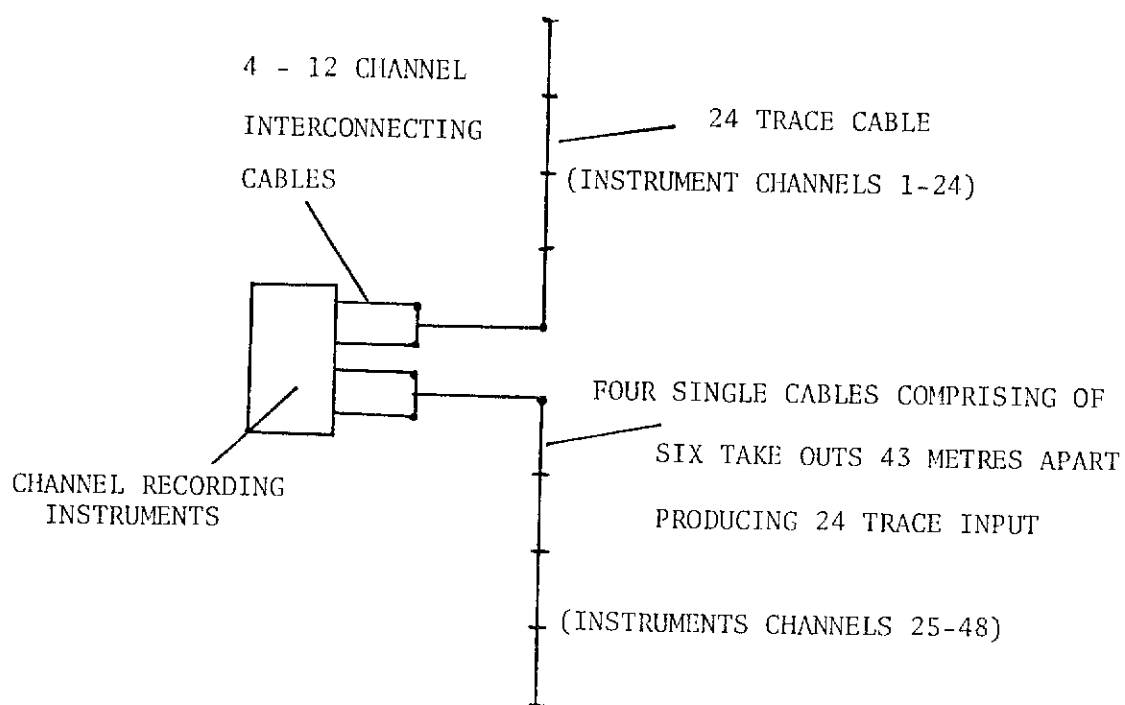 4 - 12 CHANNEL
INTERCONNECTING
CABLES
24 TRACE CABLE
(INSTRUMENT CHANNELS 1-24)
FOUR SINGLE CABLES COMPRISING OF
SIX TAKE OUTS 43 METRES APART
PRODUCING 24 TRACE INPUT
CHANNEL RECORDING
INSTRUMENTS
(INSTRUMENTS CHANNELS 25-48)